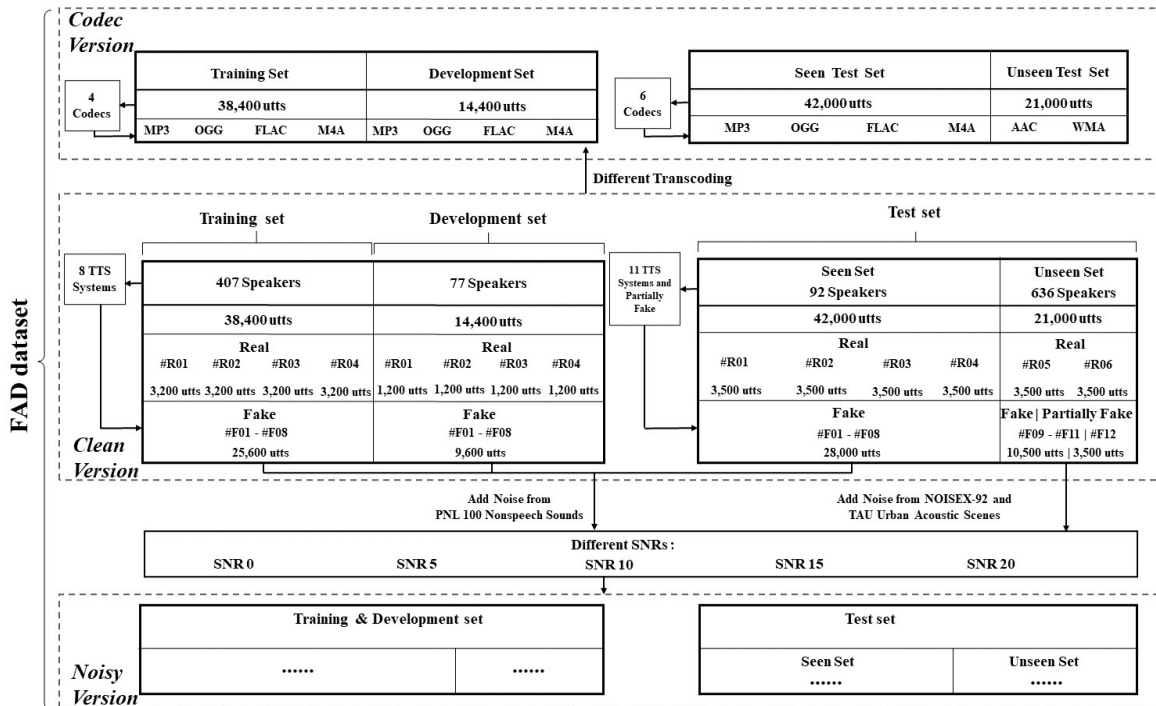 FAD dataset
Codec
Version
4
Codecs
Training Set
Development Set
38,400 utts
14,400 utts
MP3 OGG FLAC M4A MP3 OGG FLAC M4A
6
Codecs
Seen Test Set
Unseen Test Set
42,000 utts
21,000 utts
MP3 OGG FLAC M4A AAC WMA
Different Transcoding
Training set
Development set
Test set
8 TTS
Systems
407 Speakers
77 Speakers
38,400 utts
14,400 utts
Real
Real
#R01 #R02 #R03 #R04 #R01 #R02 #R03 #R04
3,200 utts 3,200 utts 3,200 utts 3,200 utts 1,200 utts 1,200 utts 1,200 utts 1,200 utts
Fake
Fake
#F01 - #F08
#F01 - #F08
25,600 utts
9,600 utts
11 TTS
Systems and
Partially
Fake
Seen Set
92 Speakers
Unseen Set
636 Speakers
42,000 utts
21,000 utts
Real
Real
#R01 #R02 #R03 #R04 #R05 #R06
3,500 utts 3,500 utts 3,500 utts 3,500 utts 3,500 utts 3,500 utts
Fake
Fake | Partially Fake
#F01 - #F08
#F09 - #F11 | #F12
28,000 utts
10,500 utts | 3,500 utts
Clean
Version
Add Noise from
PNL 100 Nonspeech Sounds
Add Noise from NOISEX-92 and
TAU Urban Acoustic Scenes
Different SNRs :
SNR 0 SNR 5 SNR 10 SNR 15 SNR 20
Training & Development set
...... ......
Test set
Seen Set
Unseen Set
...... ......
Noisy
Version